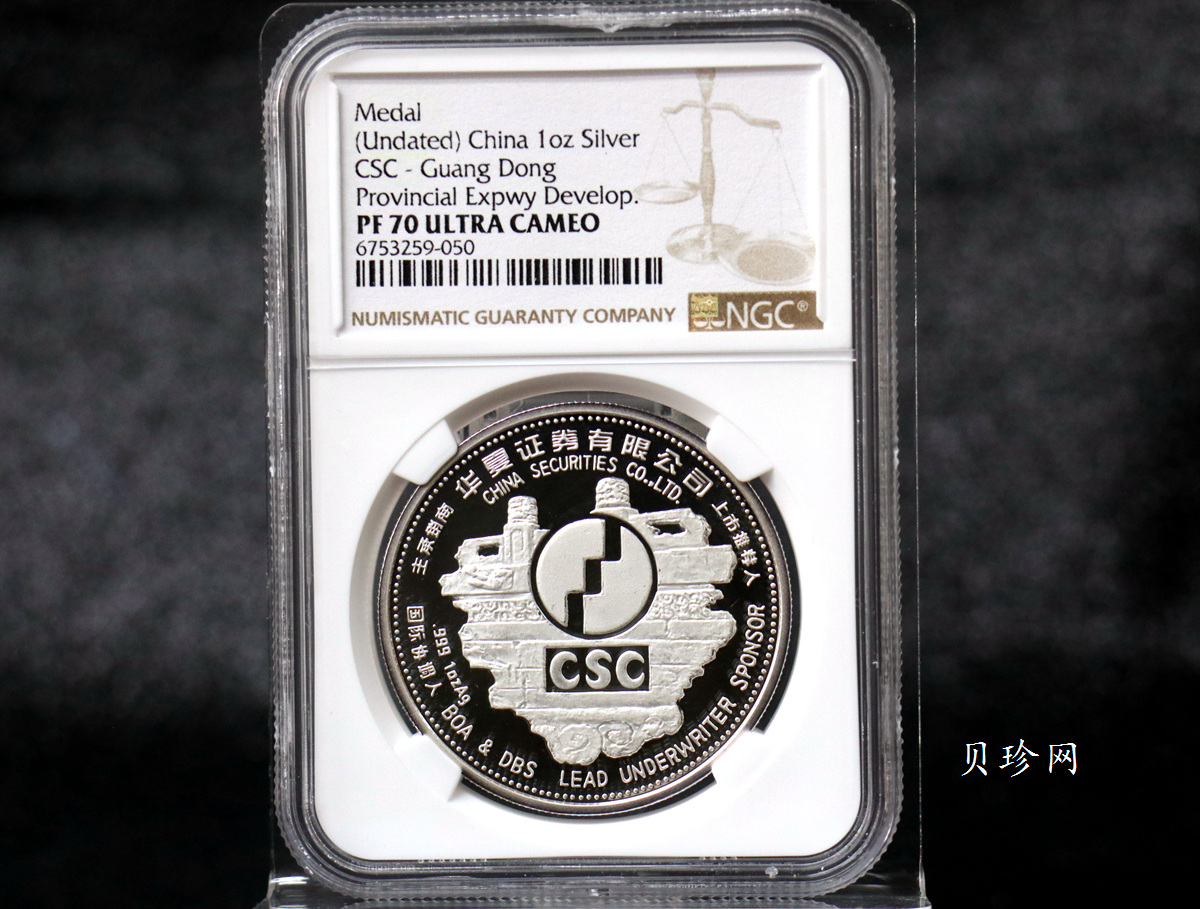 Medal
(Undated) China 1oz Silver
CSC - Guang Dong
Provincial Expwy Develop.
PF 70 ULTRA CAMEO
6753259-050
NUMISMATIC GUARANTY COMPANY
NGC®
华夏证券有限公司
CHINA SECURITIES CO.,LTD.
主承销商
上市推荐人
CSC
.999 1ozAg
国际协调人 BOA & DBS LEAD UNDERWRITER SPONSOR
贝珍网